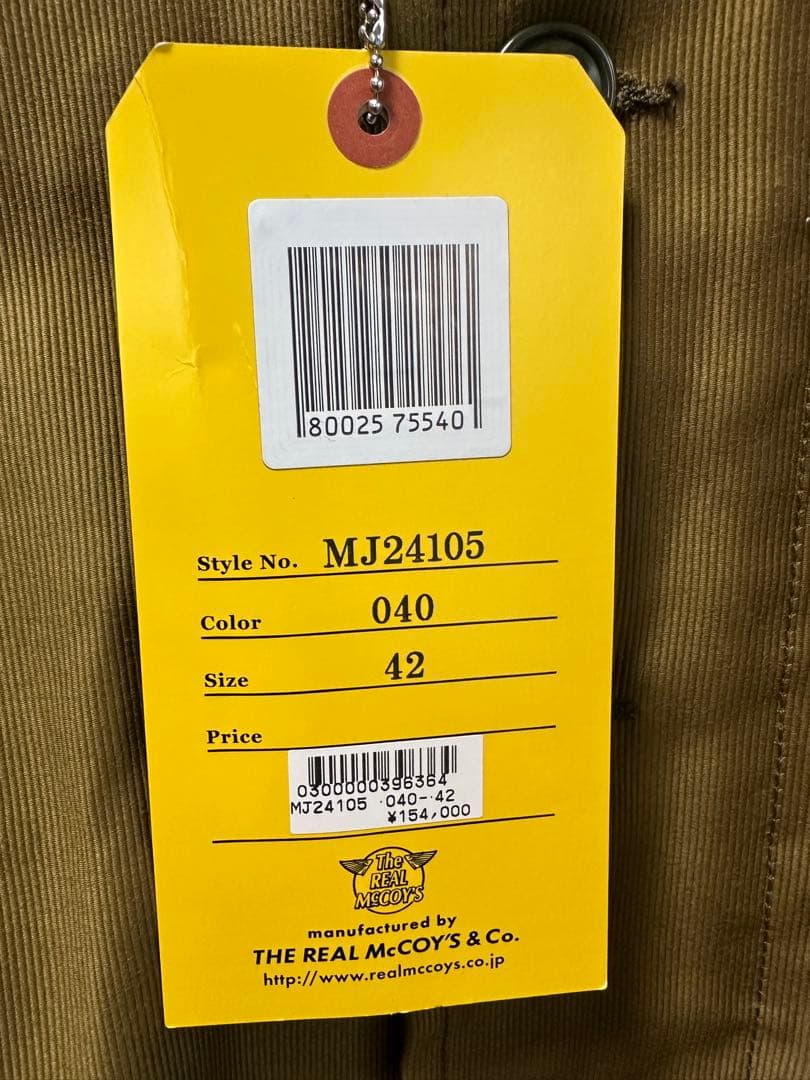 80025 75540
Style No. MJ24105
Color 040
Size 42
Price
0300000396364
MJ24105 ･040-･42
¥154,000
The
REAL
McCOY'S
manufactured by
THE REAL McCOY'S & Co.
http://www.realmccoys.co.jp